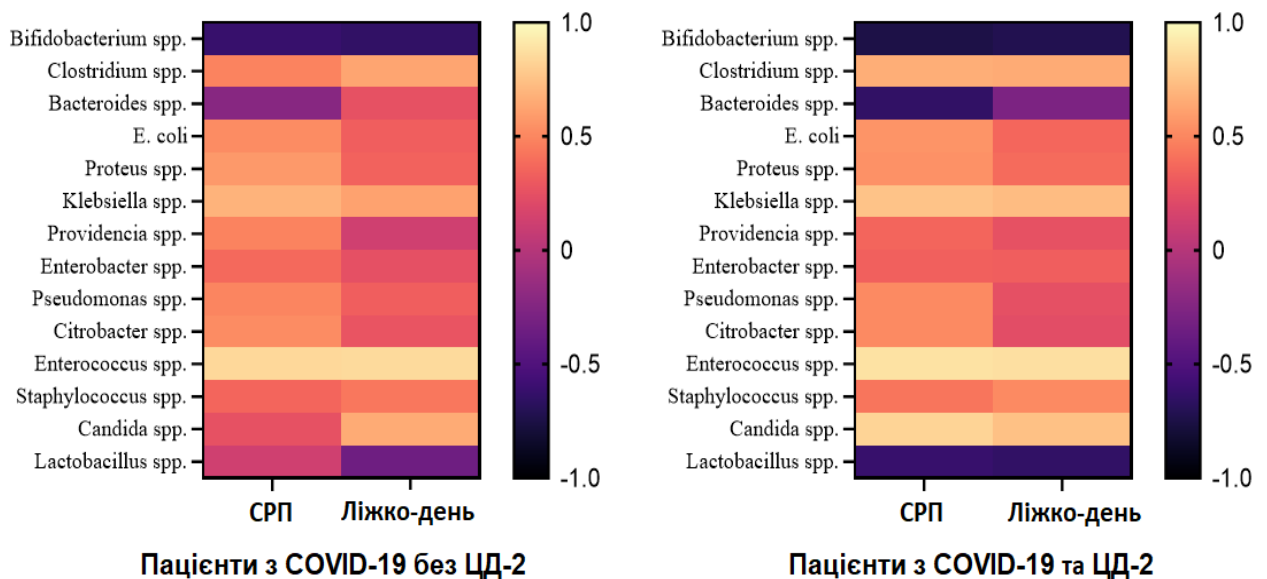 Bifidobacterium spp.
Clostridium spp.
Bacteroides spp.
E. coli
Proteus spp.
Klebsiella spp.
Providencia spp.
Enterobacter spp.
Pseudomonas spp.
Citrobacter spp.
Enterococcus spp.
Staphylococcus spp.
Candida spp.
Lactobacillus spp.
1.0
0.5
0
-0.5
-1.0
СРП
Ліжко-день
Пацієнти з COVID-19 без ЦД-2
Bifidobacterium spp.
Clostridium spp.
Bacteroides spp.
E. coli
Proteus spp.
Klebsiella spp.
Providencia spp.
Enterobacter spp.
Pseudomonas spp.
Citrobacter spp.
Enterococcus spp.
Staphylococcus spp.
Candida spp.
Lactobacillus spp.
1.0
0.5
0
-0.5
-1.0
СРП
Ліжко-день
Пацієнти з COVID-19 та ЦД-2